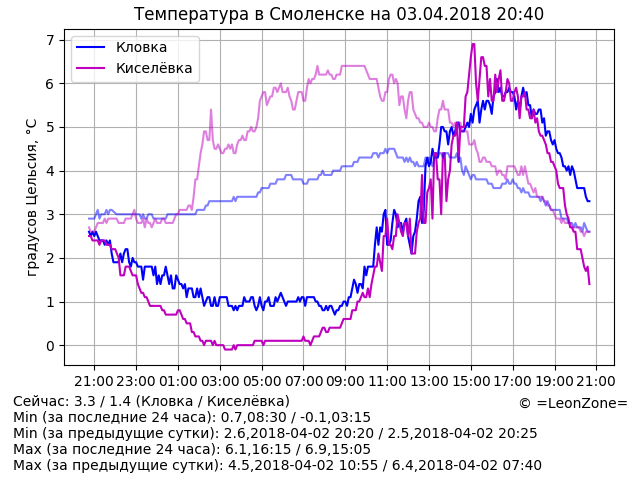 Температура в Смоленске на 03.04.2018 20:40
Кловка
Киселёвка
градусов Цельсия, °C
7
6
5
4
3
2
1
0
21:00 23:00 01:00 03:00 05:00 07:00 09:00 11:00 13:00 15:00 17:00 19:00 21:00
Сейчас: 3.3 / 1.4 (Кловка / Киселёвка)
© =LeonZone=
Min (за последние 24 часа): 0.7,08:30 / -0.1,03:15
Min (за предыдущие сутки): 2.6,2018-04-02 20:20 / 2.5,2018-04-02 20:25
Max (за последние 24 часа): 6.1,16:15 / 6.9,15:05
Max (за предыдущие сутки): 4.5,2018-04-02 10:55 / 6.4,2018-04-02 07:40